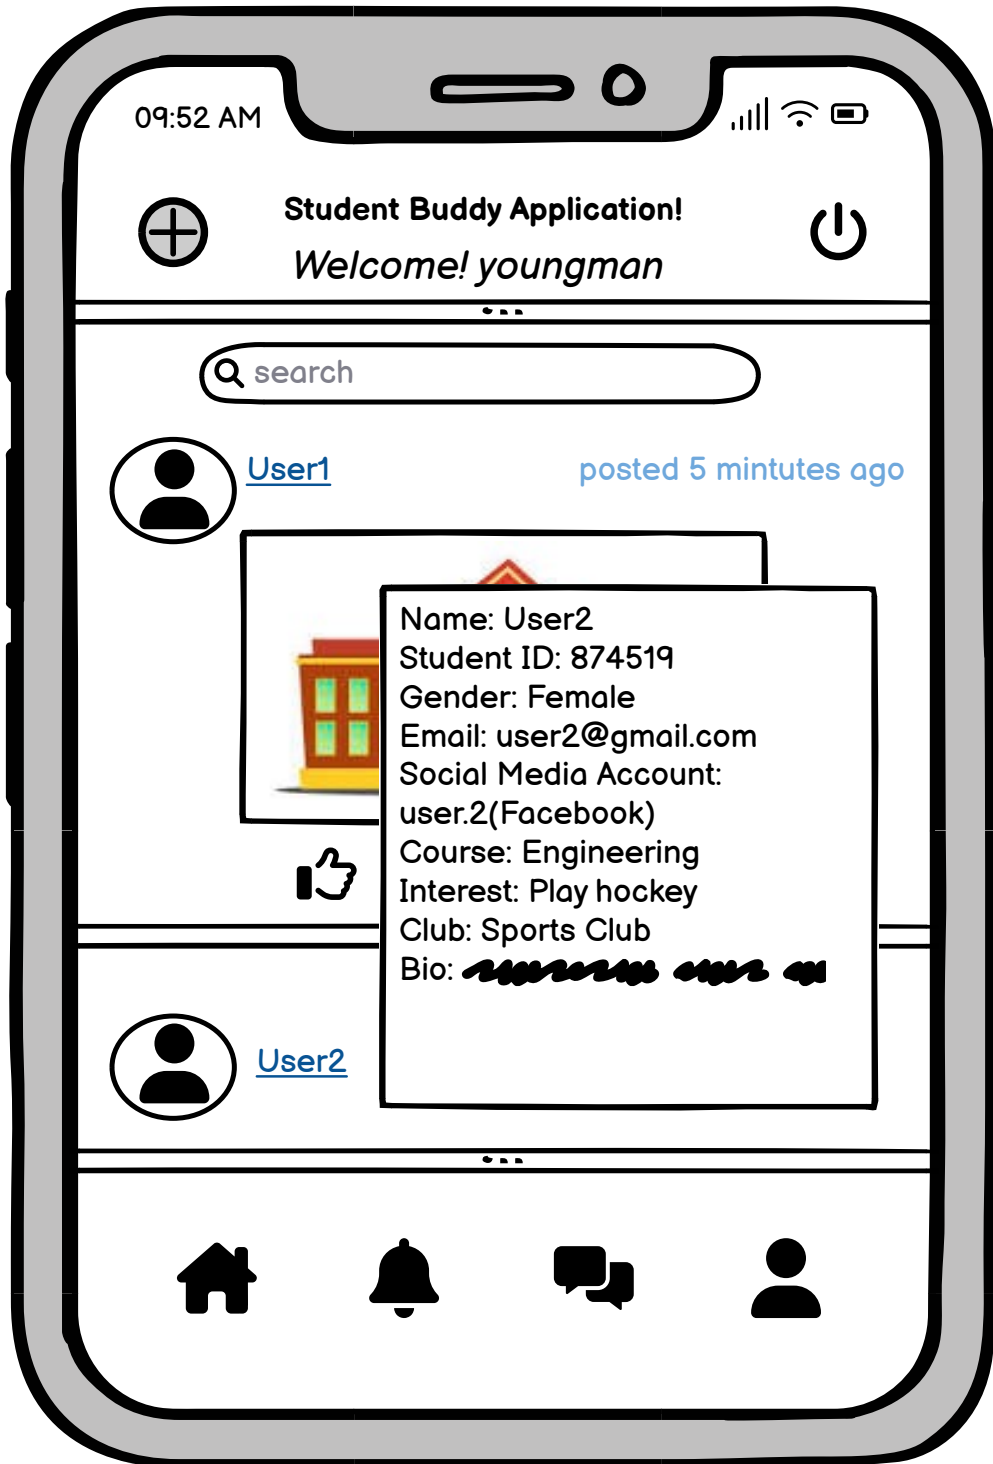 09:52 AM
Student Buddy Application!
Welcome! youngman
search
User1
posted 5 mintutes ago
Name: User2
Student ID: 874519
Gender: Female
Email: user2@gmail.com
Social Media Account:
user.2(Facebook)
Course: Engineering
Interest: Play hockey
Club: Sports Club
Bio:
User2